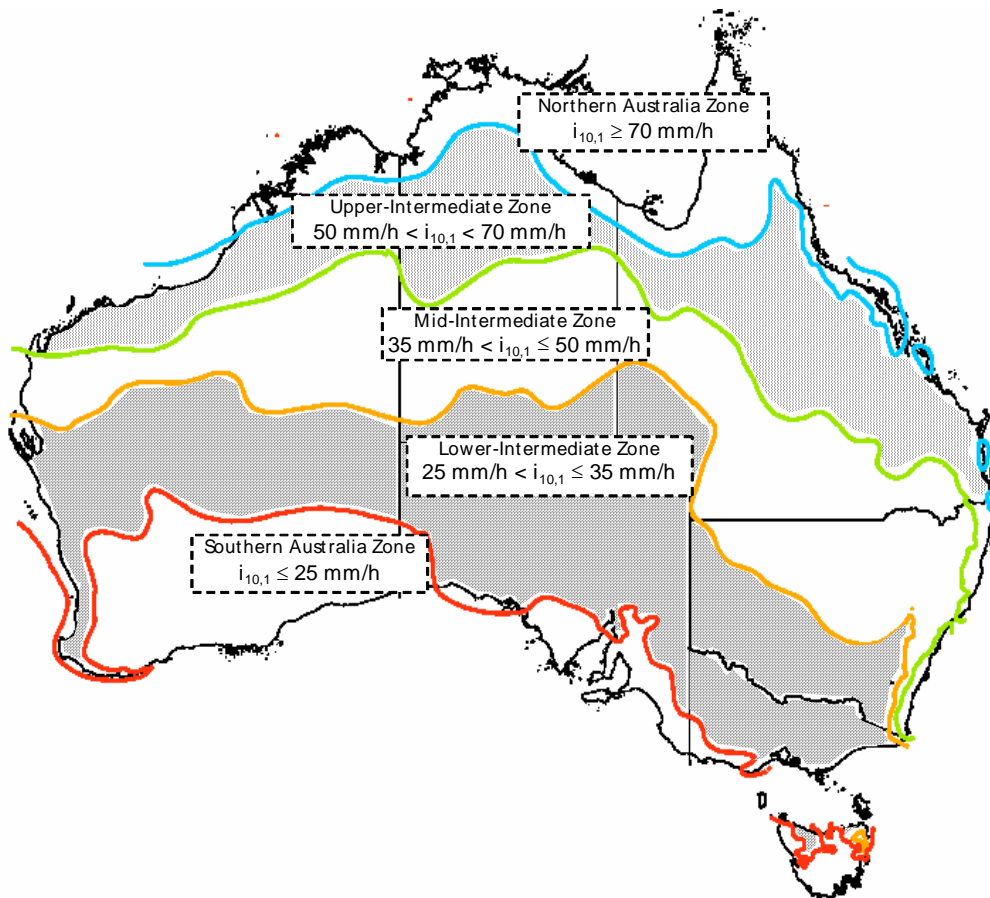 Northern Australia Zone
i10,1 ≥ 70 mm/h
Upper-Intermediate Zone
50 mm/h < i10,1 < 70 mm/h
Mid-Intermediate Zone
35 mm/h < i10,1 ≤ 50 mm/h
Lower-Intermediate Zone
25 mm/h < i10,1 ≤ 35 mm/h
Southern Australia Zone
i10,1 ≤ 25 mm/h